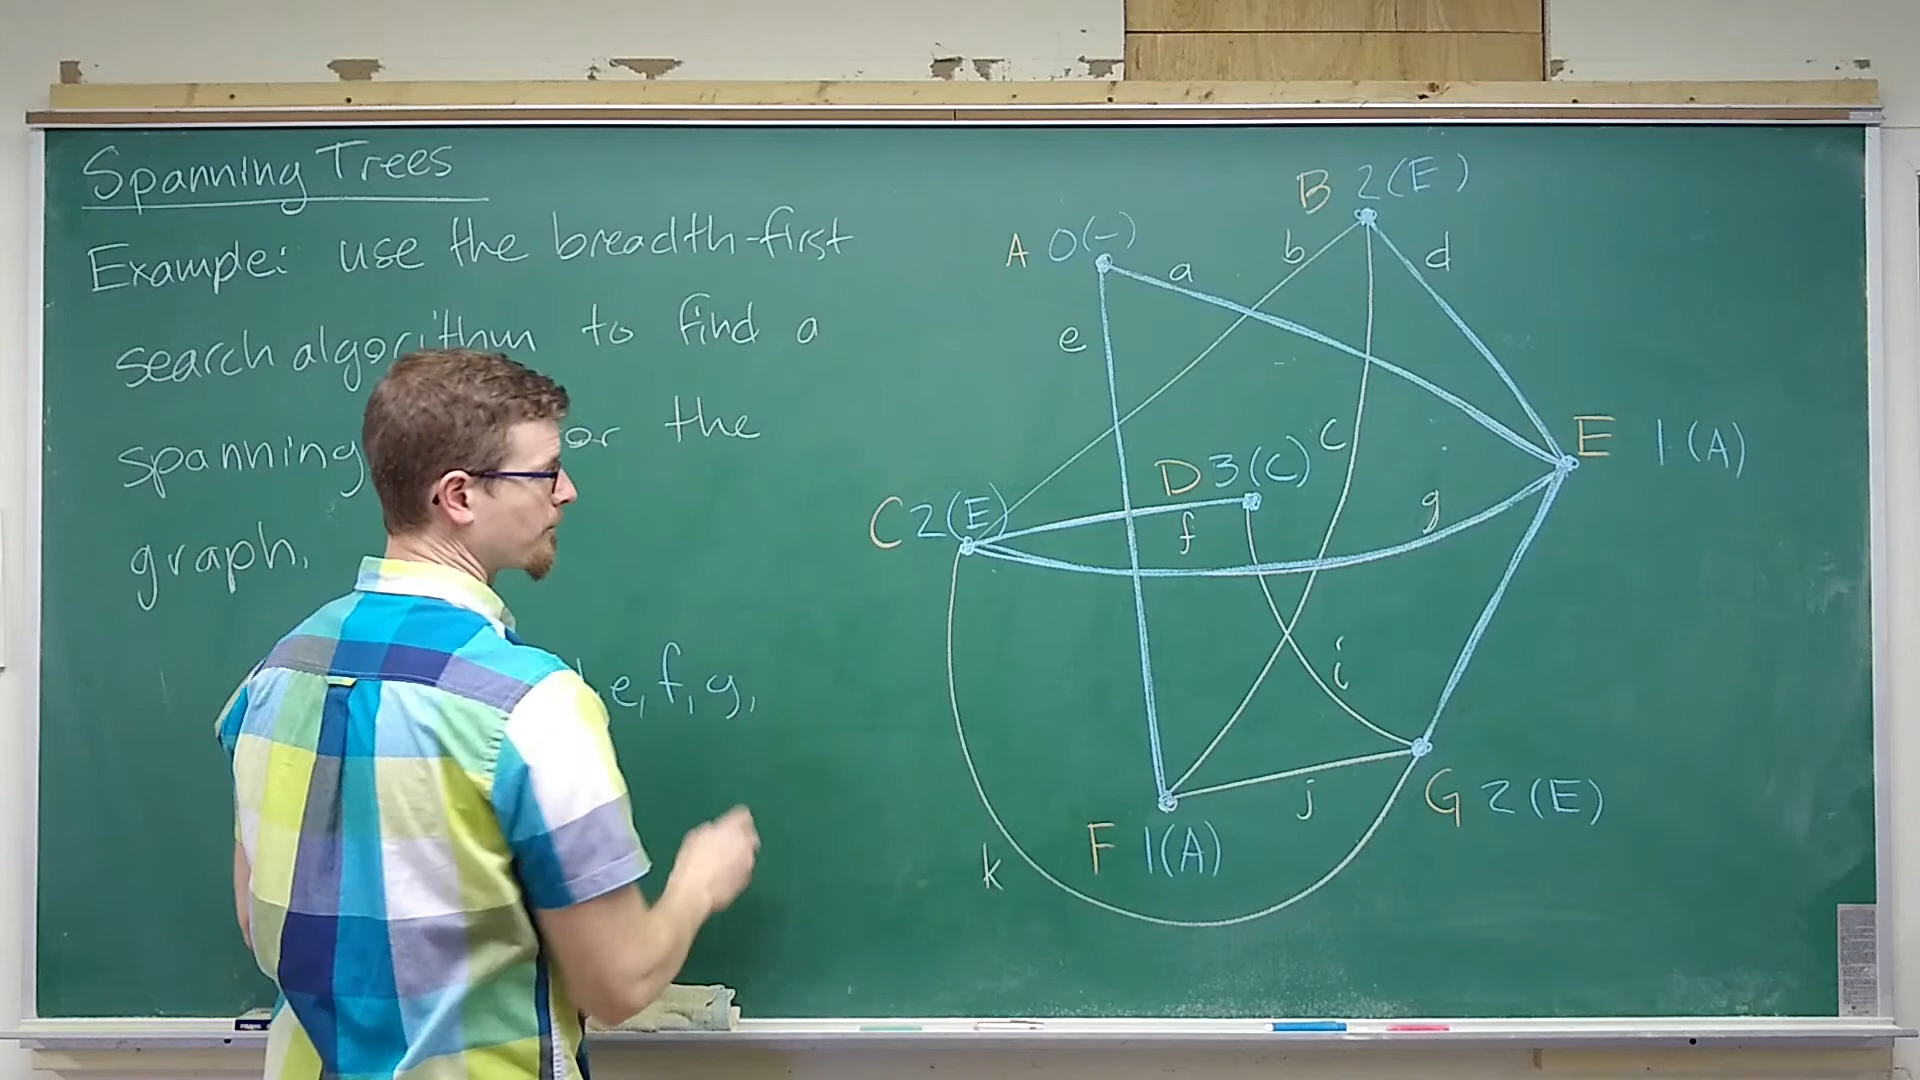 Spanning Trees
Example: use the breadth-first
search algorithm to find a
spanning the
graph.
e, f, g,
B 2(E)
A 0(-)
a
b
d
e
E 1(A)
c
D 3(C)
C 2(E)
f
g
i
j
G 2(E)
F 1(A)
k